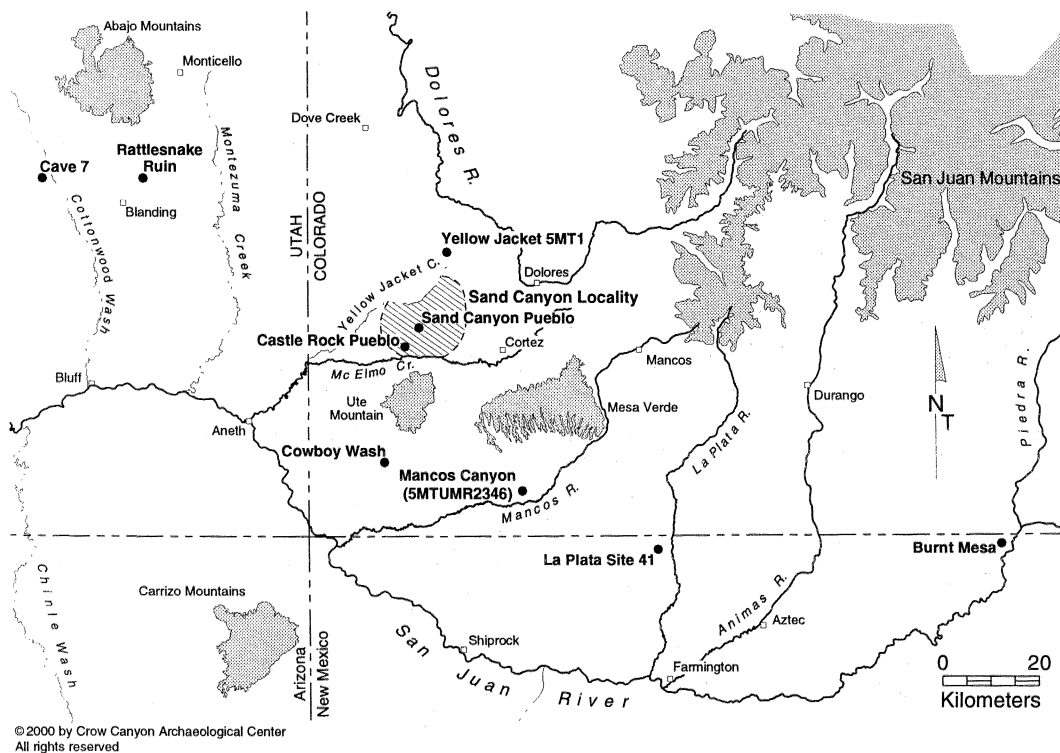 Abajo Mountains
Monticello
Dove Creek
Dolores R.
San Juan Mountains
Cave 7
Rattlesnake
Ruin
Blanding
Montezuma
Creek
Cottonwood Wash
UTAH
COLORADO
Yellow Jacket 5MT1
Yellow Jacket C.
Dolores
Sand Canyon Locality
Sand Canyon Pueblo
Castle Rock Pueblo
Cortez
Mc Elmo Cr.
Mancos
Bluff
Ute
Mountain
Mesa Verde
Durango
La Plata R.
Piedra R.
N
T
Aneth
Cowboy Wash
Mancos Canyon
(5MTUMR2346)
Mancos R.
La Plata Site 41
Burnt Mesa
Chinle Wash
Carrizo Mountains
Arizona
New Mexico
Shiprock
San Juan River
Animas R.
Aztec
Farmington
0 20
Kilometers
©2000 by Crow Canyon Archaeological Center
All rights reserved